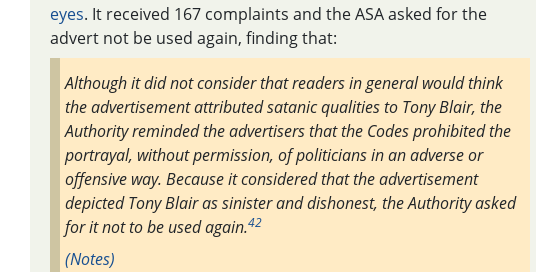 eyes. It received 167 complaints and the ASA asked for the
advert not be used again, finding that:
Although it did not consider that readers in general would think
the advertisement attributed satanic qualities to Tony Blair, the
Authority reminded the advertisers that the Codes prohibited the
portrayal, without permission, of politicians in an adverse or
offensive way. Because it considered that the advertisement
depicted Tony Blair as sinister and dishonest, the Authority asked
for it not to be used again.42
(Notes)